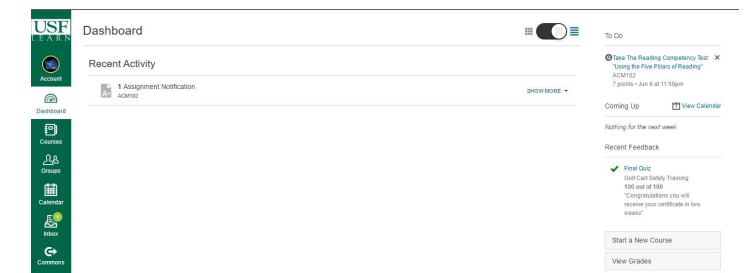 USF
LEARN
Account
Dashboard
Courses
Groups
Calendar
1
Inbox
Commons
Dashboard
Recent Activity
A+
1 Assignment Notification
ACM102
SHOW MORE
To Do
Take The Reading Competency Test:
"Using the Five Pillars of Reading"
ACM102
7 points • Jun 8 at 11:59pm
Coming Up
View Calendar
Nothing for the next week
Recent Feedback
Final Quiz
Golf Cart Safety Training
100 out of 100
"Congratulations you will
receive your certificate in two
weeks"
Start a New Course
View Grades